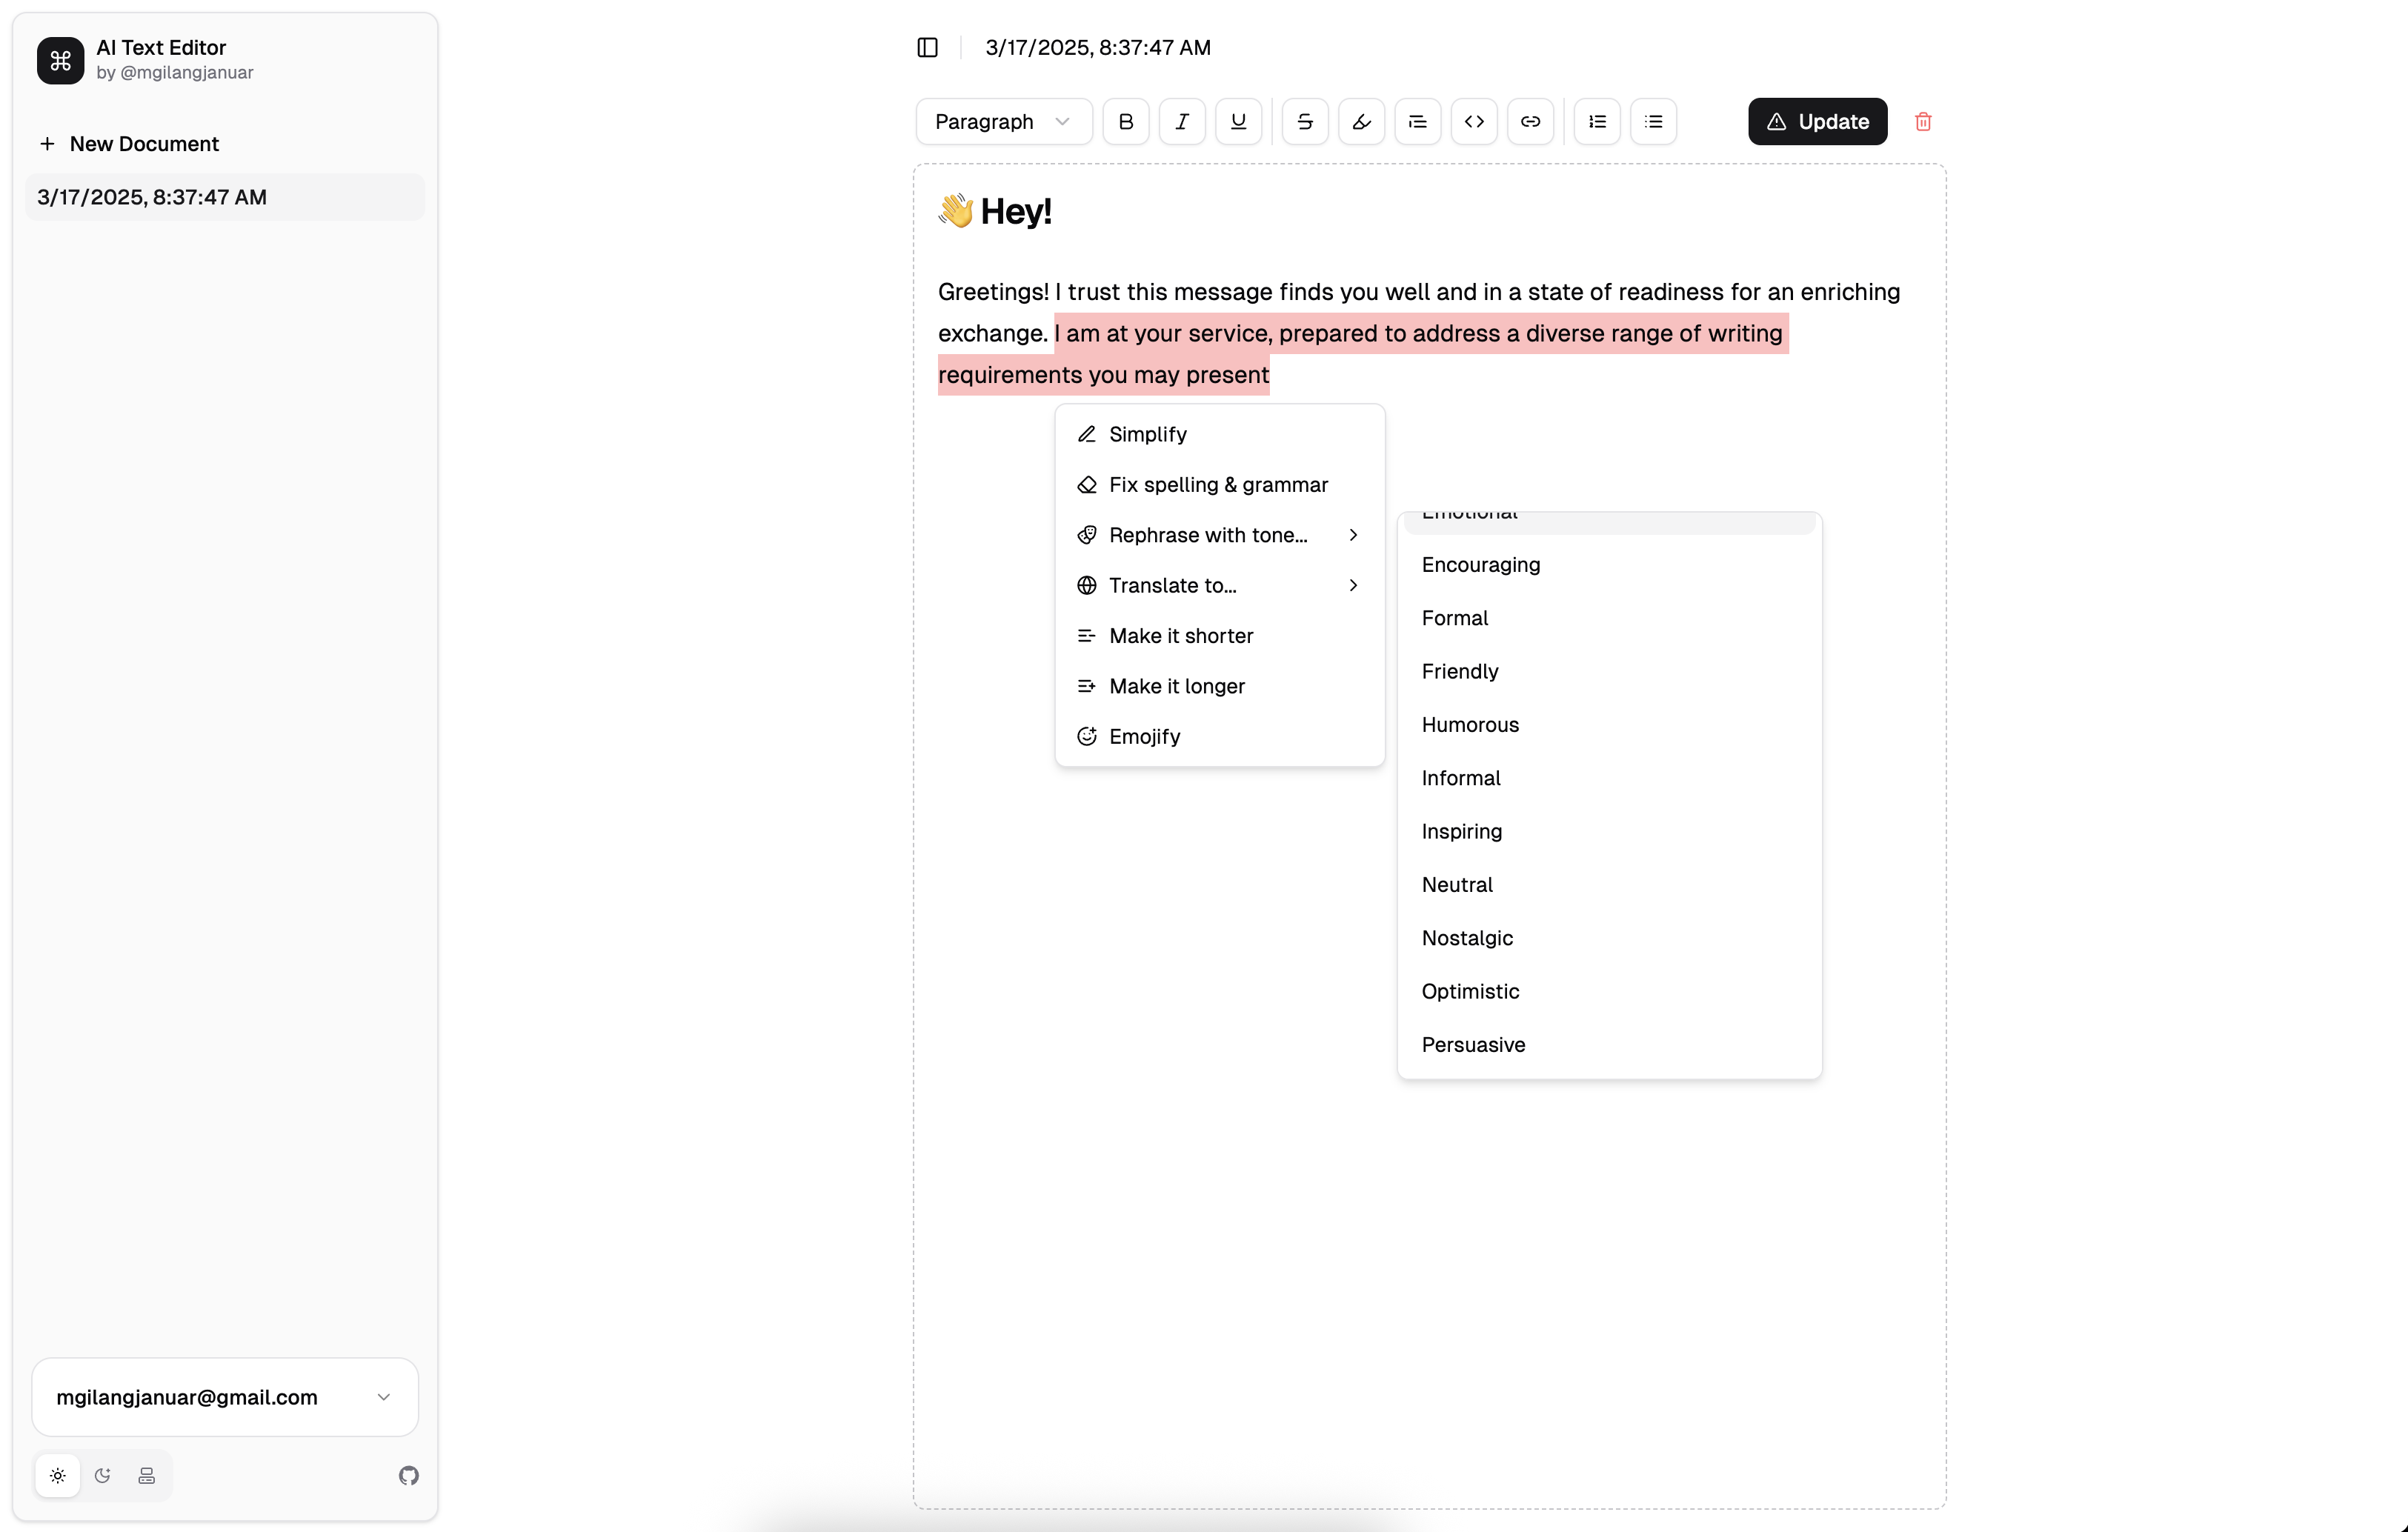 AI Text Editor
by @mgilangjanuar
New Document
3/17/2025, 8:37:47 AM
mgilangjanuar@gmail.com
3/17/2025, 8:37:47 AM
Paragraph
Update
👋 Hey!
Greetings! I trust this message finds you well and in a state of readiness for an enriching
exchange. I am at your service, prepared to address a diverse range of writing
requirements you may present
Simplify
Fix spelling & grammar
Rephrase with tone...
Translate to...
Make it shorter
Make it longer
Emojify
Emotional
Encouraging
Formal
Friendly
Humorous
Informal
Inspiring
Neutral
Nostalgic
Optimistic
Persuasive